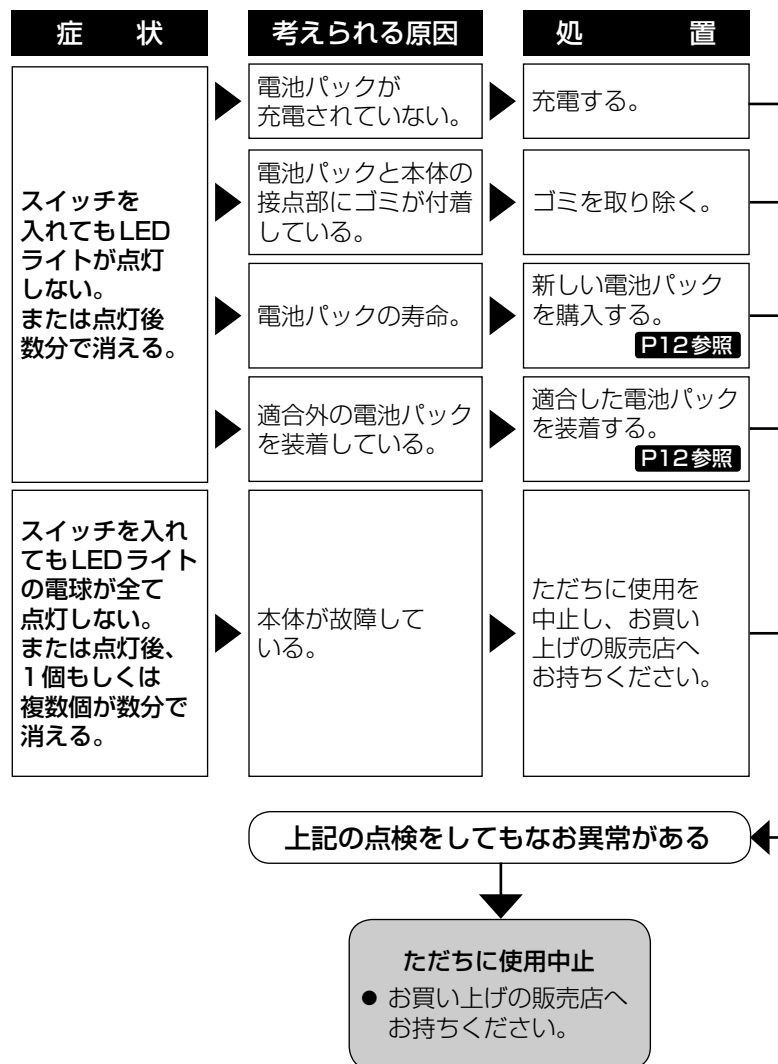 症状
考えられる原因
処置
スイッチを
入れてもLED
ライトが点灯
しない。
または点灯後
数分で消える。
電池パックが
充電されていない。
充電する。
電池パックと本体の
接点部にゴミが付着
している。
ゴミを取り除く。
電池パックの寿命。
新しい電池パック
を購入する。
P12参照
適合外の電池パック
を装着している。
適合した電池パック
を装着する。
P12参照
スイッチを入れ
てもLEDライト
の電球が全て
点灯しない。
または点灯後、
1個もしくは
複数個が数分で
消える。
本体が故障して
いる。
ただちに使用を
中止し、お買い
上げの販売店へ
お持ちください。
上記の点検をしてもなお異常がある
ただちに使用中止
● お買い上げの販売店へ
お持ちください。